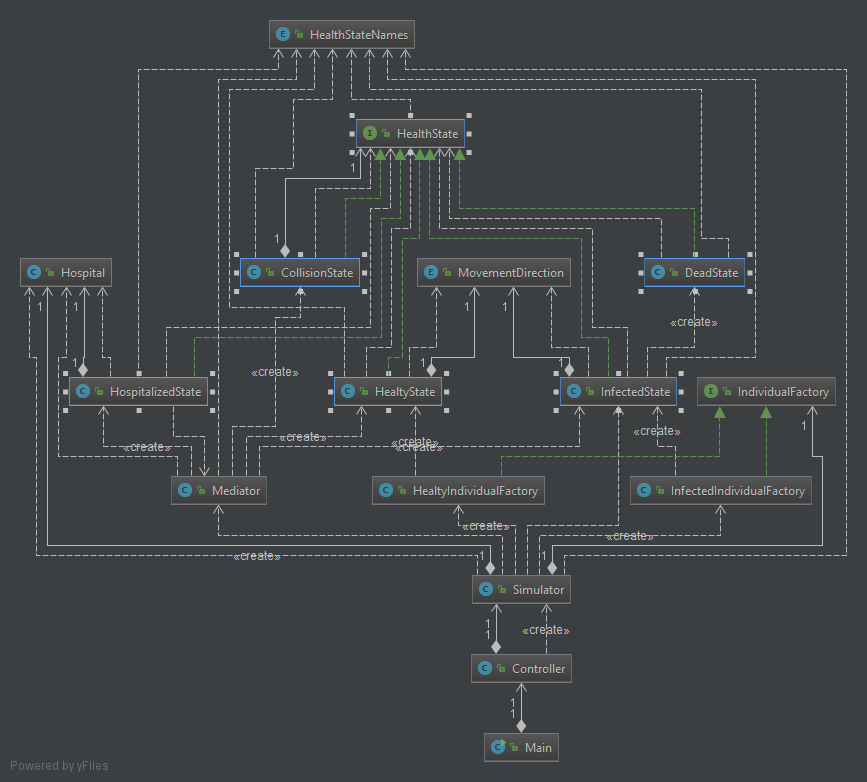 E HealthStateNames
I HealthState
1
1
C Hospital
C CollisionState
E MovementDirection
C DeadState
1
1
1
1
«create»
1
1
1
«create»
C HospitalizedState
C HealtyState
C InfectedState
I IndividualFactory
1
«create»
«create»
«create»
«create»
«create»
C Mediator
C HealtyIndividualFactory
C InfectedIndividualFactory
«create»
«create»
«create»
1
1
C Simulator
1
1
«create»
C Controller
1
1
C Main
Powered by yFiles